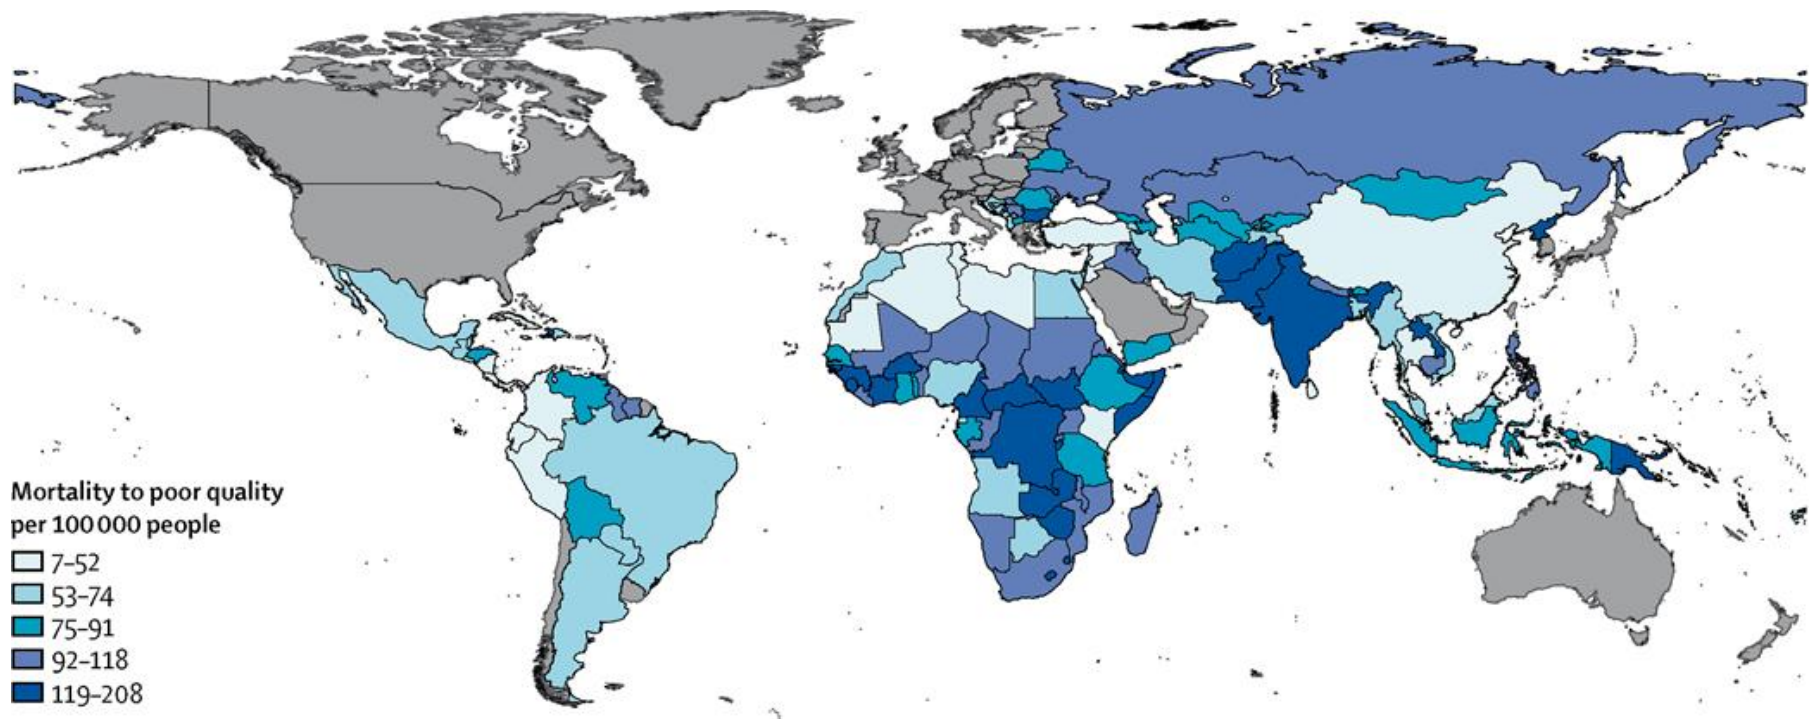 Mortality to poor quality
per 100 000 people
7–52
53–74
75–91
92–118
119–208